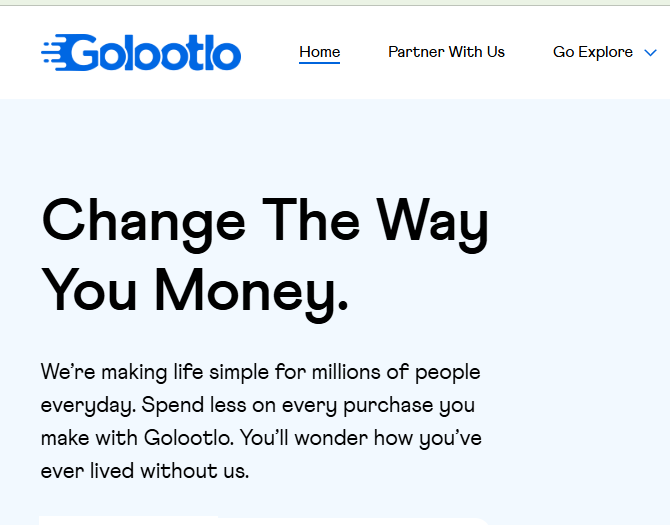 Golootlo
Home
Partner With Us
Go Explore
Change The Way
You Money.
We’re making life simple for millions of people
everyday. Spend less on every purchase you
make with Golootlo. You’ll wonder how you’ve
ever lived without us.